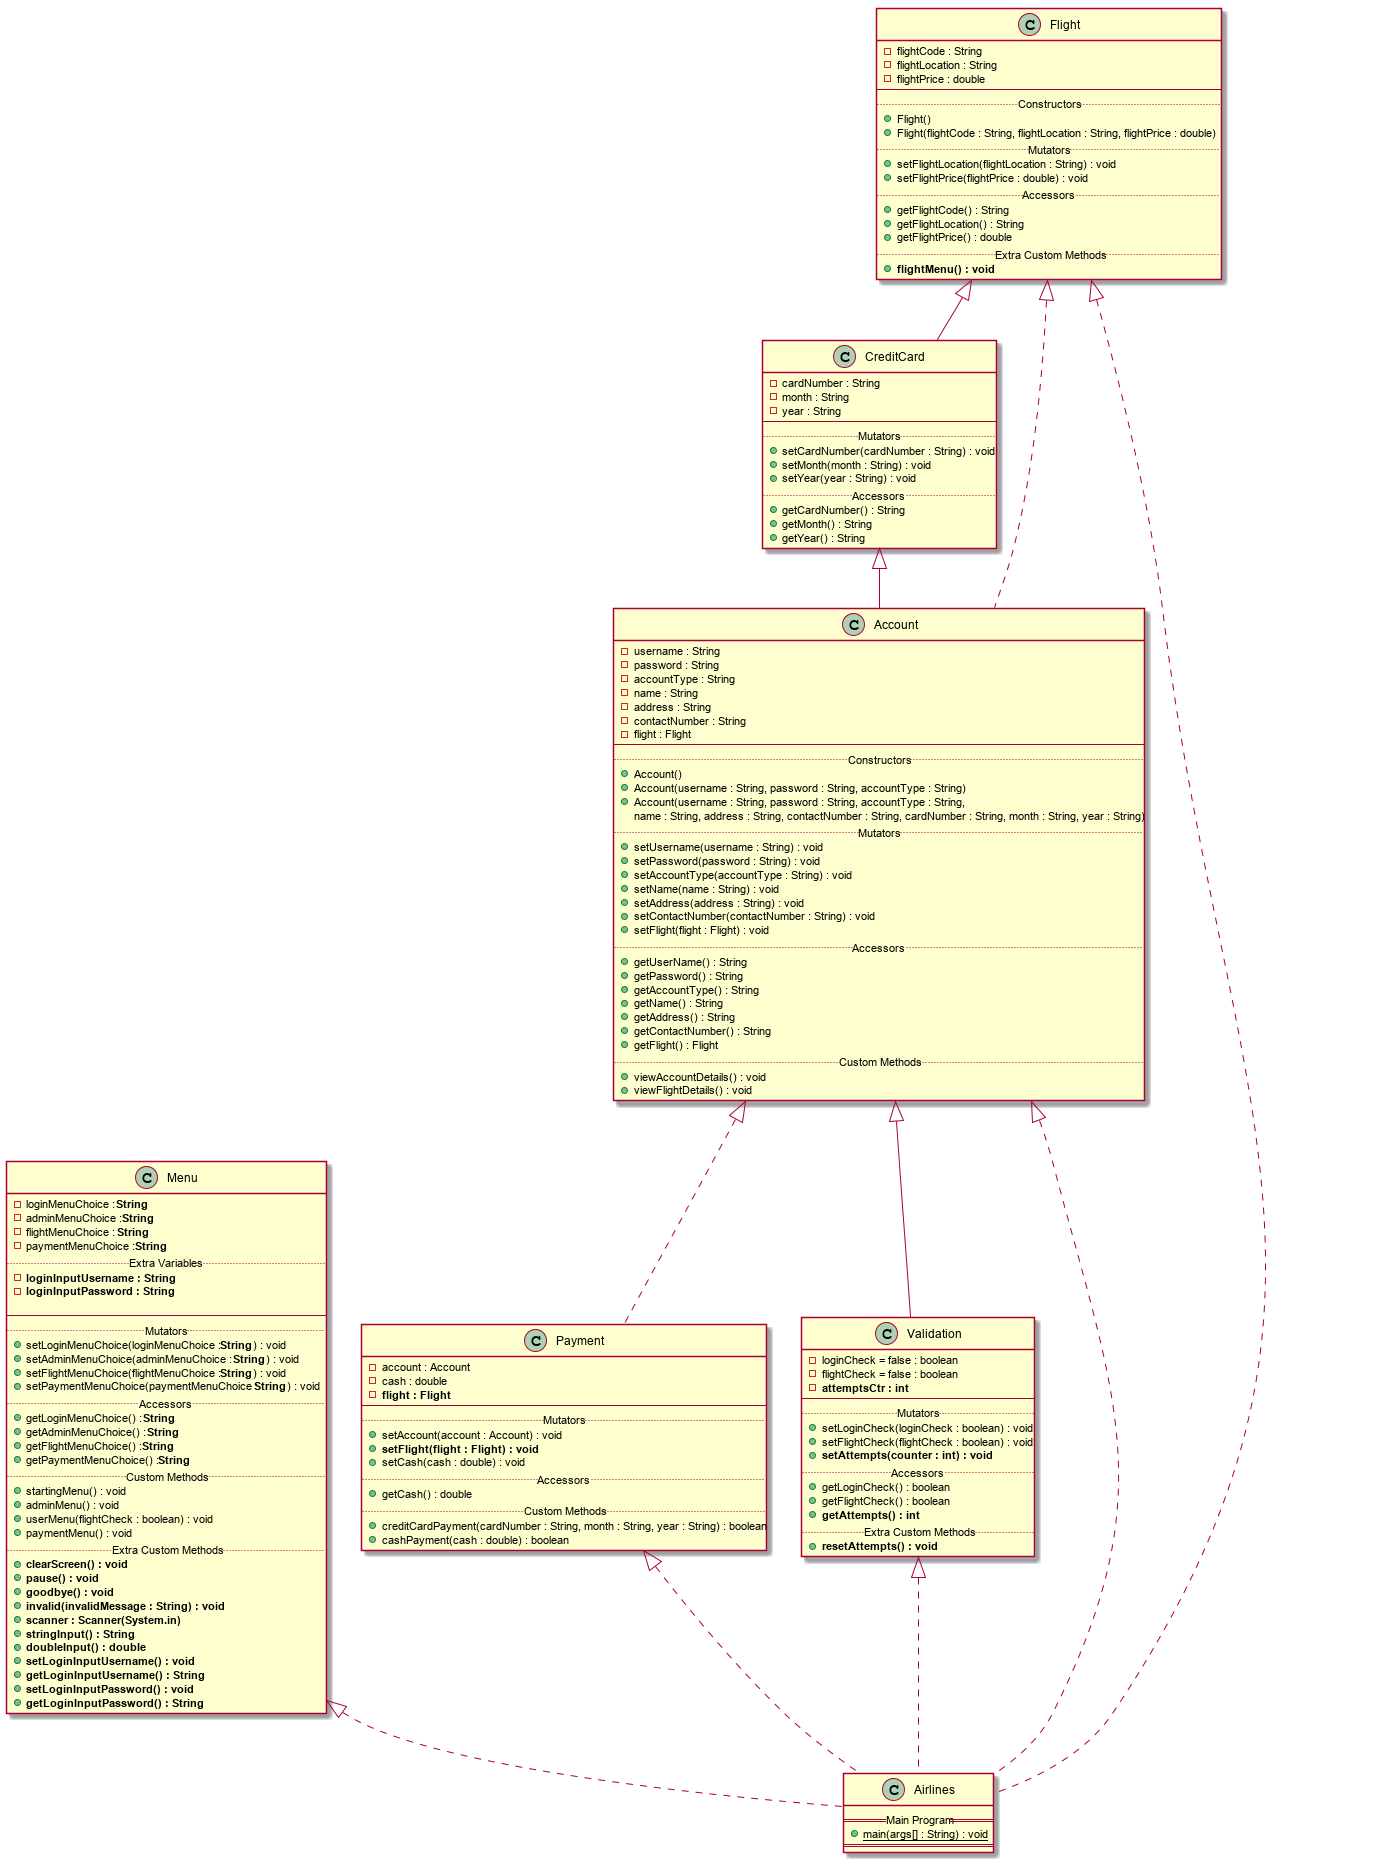 C Flight
flightCode : String
flightLocation : String
flightPrice : double
Constructors
Flight()
Flight(flightCode : String, flightLocation : String, flightPrice : double)
Mutators
setFlightLocation(flightLocation : String) : void
setFlightPrice(flightPrice : double) : void
Accessors
getFlightCode() : String
getFlightLocation() : String
getFlightPrice() : double
Extra Custom Methods
flightMenu() : void
C CreditCard
cardNumber : String
month : String
year : String
Mutators
setCardNumber(cardNumber : String) : void
setMonth(month : String) : void
setYear(year : String) : void
Accessors
getCardNumber() : String
getMonth() : String
getYear() : String
C Account
username : String
password : String
accountType : String
name : String
address : String
contactNumber : String
flight : Flight
Constructors
Account()
Account(username : String, password : String, accountType : String)
Account(username : String, password : String, accountType : String,
name : String, address : String, contactNumber : String, cardNumber : String, month : String, year : String)
Mutators
setUsername(username : String) : void
setPassword(password : String) : void
setAccountType(accountType : String) : void
setName(name : String) : void
setAddress(address : String) : void
setContactNumber(contactNumber : String) : void
setFlight(flight : Flight) : void
Accessors
getUserName() : String
getPassword() : String
getAccountType() : String
getName() : String
getAddress() : String
getContactNumber() : String
getFlight() : Flight
Custom Methods
viewAccountDetails() : void
viewFlightDetails() : void
C Menu
loginMenuChoice :String
adminMenuChoice :String
flightMenuChoice : String
paymentMenuChoice :String
Extra Variables
loginInputUsername : String
loginInputPassword : String
Mutators
setLoginMenuChoice(loginMenuChoice :String ) : void
setAdminMenuChoice(adminMenuChoice :String ) : void
setFlightMenuChoice(flightMenuChoice :String ) : void
setPaymentMenuChoice(paymentMenuChoice String ) : void
Accessors
getLoginMenuChoice() :String
getAdminMenuChoice() :String
getFlightMenuChoice() :String
getPaymentMenuChoice() :String
Custom Methods
startingMenu() : void
adminMenu() : void
userMenu(flightCheck : boolean) : void
paymentMenu() : void
Extra Custom Methods
clearScreen() : void
pause() : void
goodbye() : void
invalid(invalidMessage : String) : void
scanner : Scanner(System.in)
stringInput() : String
doubleInput() : double
setLoginInputUsername() : void
getLoginInputUsername() : String
setLoginInputPassword() : void
getLoginInputPassword() : String
C Payment
account : Account
cash : double
flight : Flight
Mutators
setAccount(account : Account) : void
setFlight(flight : Flight) : void
setCash(cash : double) : void
Accessors
getCash() : double
Custom Methods
creditCardPayment(cardNumber : String, month : String, year : String) : boolean
cashPayment(cash : double) : boolean
C Validation
loginCheck = false : boolean
flightCheck = false : boolean
attemptsCtr : int
Mutators
setLoginCheck(loginCheck : boolean) : void
setFlightCheck(flightCheck : boolean) : void
setAttempts(counter : int) : void
Accessors
getLoginCheck() : boolean
getFlightCheck() : boolean
getAttempts() : int
Extra Custom Methods
resetAttempts() : void
C Airlines
Main Program
main(args[] : String) : void